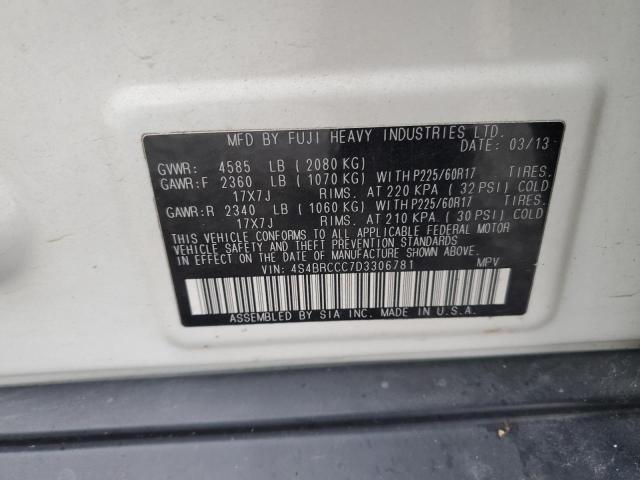 MFD BY FUJI HEAVY INDUSTRIES LTD.
DATE: 03/13
GVWR: 4585 LB ( 2080 KG)
GAWR:F 2360 LB ( 1070 KG) WITH P225/60R17 TIRES.
17X7J RIMS. AT 220 KPA ( 32 PSI) COLD
GAWR:R 2340 LB ( 1060 KG) WITH P225/60R17 TIRES.
17X7J RIMS. AT 210 KPA ( 30 PSI) COLD
THIS VEHICLE CONFORMS TO ALL APPLICABLE FEDERAL MOTOR
VEHICLE SAFETY AND THEFT PREVENTION STANDARDS
IN EFFECT ON THE DATE OF MANUFACTURE SHOWN ABOVE.
VIN: 4S4BRCCC7D3306781 MPV
ASSEMBLED BY SIA INC. MADE IN U.S.A.